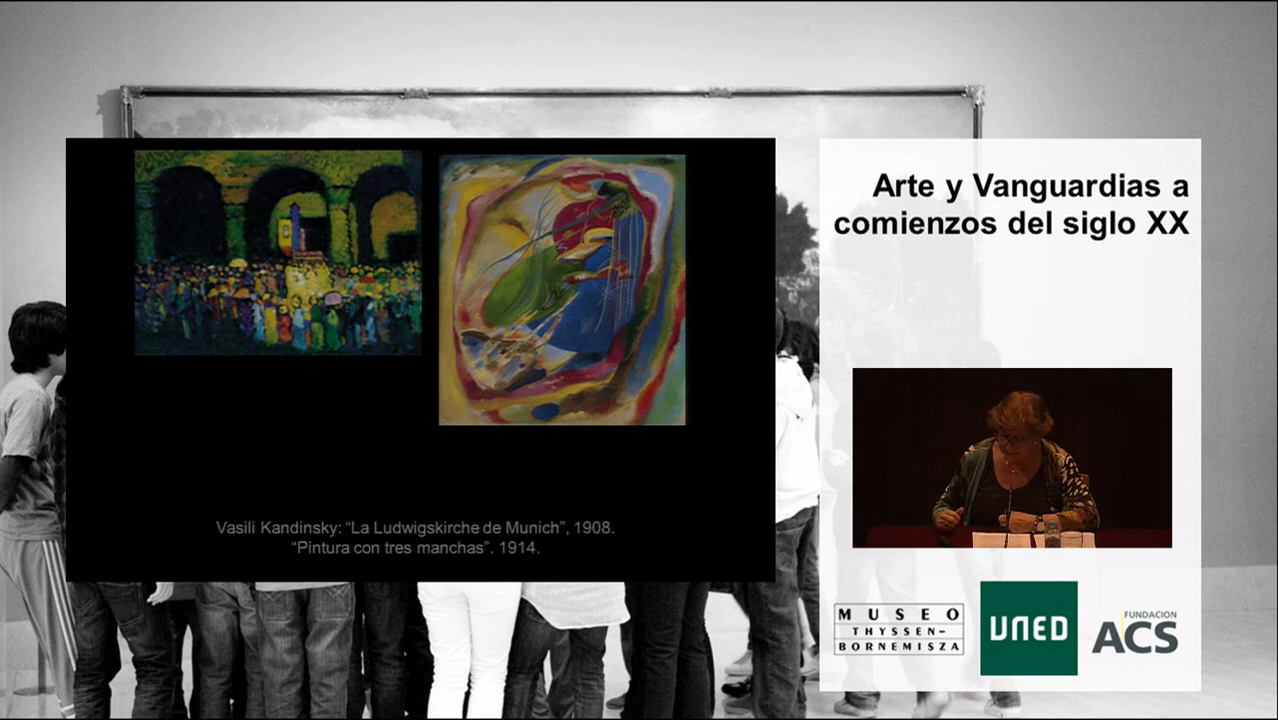 Arte y Vanguardias a
comienzos del siglo XX
Vasili Kandinsky: “La Ludwigskirche de Munich”, 1908.
“Pintura con tres manchas”. 1914.
MUSEO
THYSSEN-
BORNEMISZA
UNED
FUNDACION
ACS